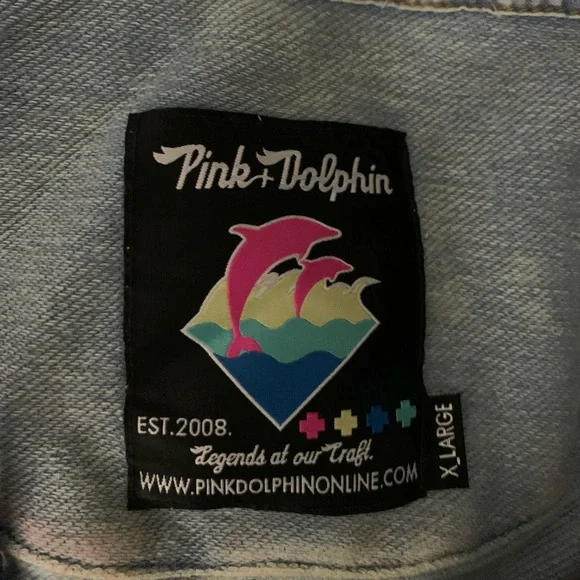 Pink+Dolphin
EST.2008.
Legends at our Craft.
WWW.PINKDOLPHINONLINE.COM
X_LARGE